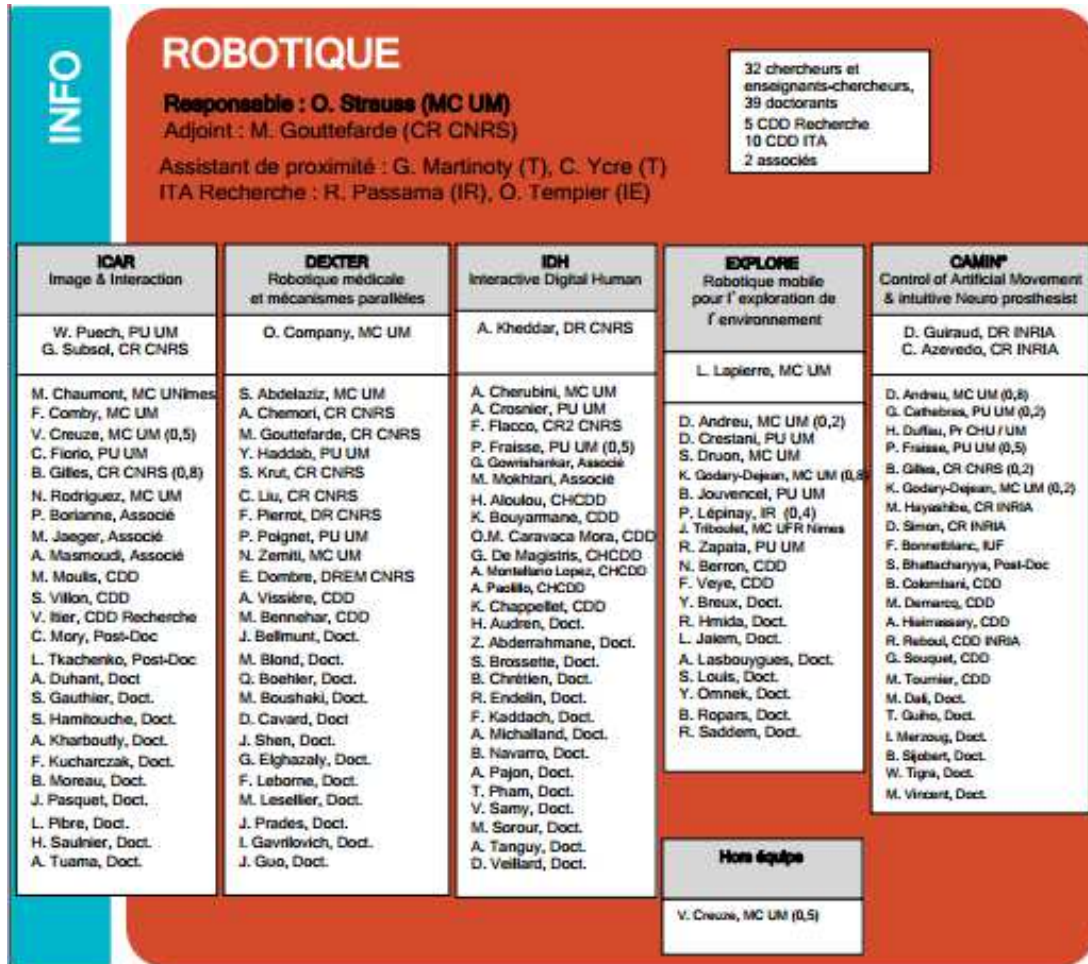 INFO
ROBOTIQUE
Responsable : O. Strauss (MC UM)
Adjoint : M. Gouttefarde (CR CNRS)
Assistant de proximité : G. Martinoty (T), C. Ycre (T)
ITA Recherche : R. Passama (IR), O. Tempier (IE)
32 chercheurs et
enseignants-chercheurs,
39 doctorants
5 CDD Recherche
10 CDD ITA
2 associés
ICAR
Image & Interaction
W. Puech, PU UM
G. Subsol, CR CNRS
M. Chaumont, MC UNîmes
F. Comby, MC UM
V. Creuze, MC UM (0,5)
C. Fiorio, PU UM
B. Gilles, CR CNRS (0,8)
N. Rodriguez, MC UM
P. Borianne, Associé
M. Jaeger, Associé
A. Masmoudi, Associé
M. Moulis, CDD
S. Villon, CDD
V. Itier, CDD Recherche
C. Mory, Post-Doc
L. Tkachenko, Post-Doc
A. Duhant, Doct
S. Gauthier, Doct.
S. Hamitouche, Doct.
A. Kharboutly, Doct.
F. Kucharczak, Doct.
B. Moreau, Doct.
J. Pasquet, Doct.
L. Pibre, Doct.
H. Saulnier, Doct.
A. Tuama, Doct.
DEXTER
Robotique médicale
et mécanismes parallèles
O. Company, MC UM
S. Abdelaziz, MC UM
A. Chemori, CR CNRS
M. Gouttefarde, CR CNRS
Y. Haddab, PU UM
S. Krut, CR CNRS
C. Liu, CR CNRS
F. Pierrot, DR CNRS
P. Poignet, PU UM
N. Zemiti, MC UM
E. Dombre, DREM CNRS
A. Vissière, CDD
M. Bennehar, CDD
J. Bellmunt, Doct.
M. Blond, Doct.
Q. Boehler, Doct.
M. Boushaki, Doct.
D. Cavard, Doct
J. Shen, Doct.
G. Elghazaly, Doct.
F. Leborne, Doct.
M. Lesellier, Doct.
J. Prades, Doct.
I. Gavrilovich, Doct.
J. Guo, Doct.
IDH
Interactive Digital Human
A. Kheddar, DR CNRS
A. Cherubini, MC UM
A. Crosnier, PU UM
F. Flacco, CR2 CNRS
P. Fraisse, PU UM (0,5)
G. Gowrishankar, Associé
M. Mokhtari, Associé
H. Aloulou, CHCDD
K. Bouyarmane, CDD
O.M. Caravaca Mora, CDD
G. De Magistris, CHCDD
A. Montellano Lopez, CHCDD
A. Paolillo, CHCDD
K. Chappellet, CDD
H. Audren, Doct.
Z. Abderrahmane, Doct.
S. Brossette, Doct.
B. Chrétien, Doct.
R. Endelin, Doct.
F. Kaddach, Doct.
A. Michalland, Doct.
B. Navarro, Doct.
A. Pajon, Doct.
T. Pham, Doct.
V. Samy, Doct.
M. Sorour, Doct.
A. Tanguy, Doct.
D. Veillard, Doct.
EXPLORE
Robotique mobile
pour l' exploration de
l' environnement
L. Lapierre, MC UM
D. Andreu, MC UM (0,2)
D. Crestani, PU UM
S. Druon, MC UM
K. Godary-Dejean, MC UM (0,8)
B. Jouvencel, PU UM
P. Lépinay, IR (0,4)
J. Triboulet, MC UFR Nîmes
R. Zapata, PU UM
N. Berron, CDD
F. Veye, CDD
Y. Breux, Doct.
R. Hmida, Doct.
L. Jaiem, Doct.
A. Lasbouygues, Doct.
S. Louis, Doct.
Y. Omnek, Doct.
B. Ropars, Doct.
R. Saddem, Doct.
Hors équipe
V. Creuze, MC UM (0,5)
CAMIN*
Control of Artificial Movement
& intuitive Neuro prosthesist
D. Guiraud, DR INRIA
C. Azevedo, CR INRIA
D. Andreu, MC UM (0,8)
G. Cathebras, PU UM (0,2)
H. Duffau, Pr CHU / UM
P. Fraisse, PU UM (0,5)
B. Gilles, CR CNRS (0,2)
K. Godary-Dejean, MC UM (0,2)
M. Hayashibe, CR INRIA
D. Simon, CR INRIA
F. Bonnetblanc, IUF
S. Bhattacharyya, Post-Doc
B. Colombani, CDD
M. Demarcq, CDD
A. Hiairrassary, CDD
R. Reboul, CDD INRIA
G. Souquet, CDD
M. Tournier, CDD
M. Dali, Doct.
T. Guiho, Doct.
I. Merzoug, Doct.
B. Sijobert, Doct.
W. Tigra, Doct.
M. Vincent, Doct.